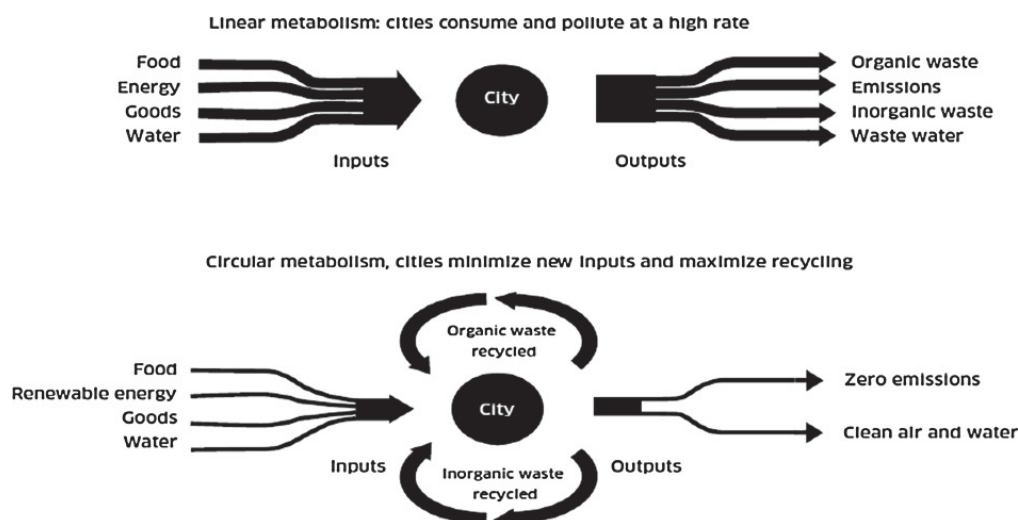 Linear metabolism: cities consume and pollute at a high rate
Food
Energy
Goods
Water
Inputs
City
Outputs
Organic waste
Emissions
Inorganic waste
Waste water
Circular metabolism, cities minimize new inputs and maximize recycling
Food
Renewable energy
Goods
Water
Inputs
Organic waste
recycled
City
Inorganic waste
recycled
Outputs
Zero emissions
Clean air and water